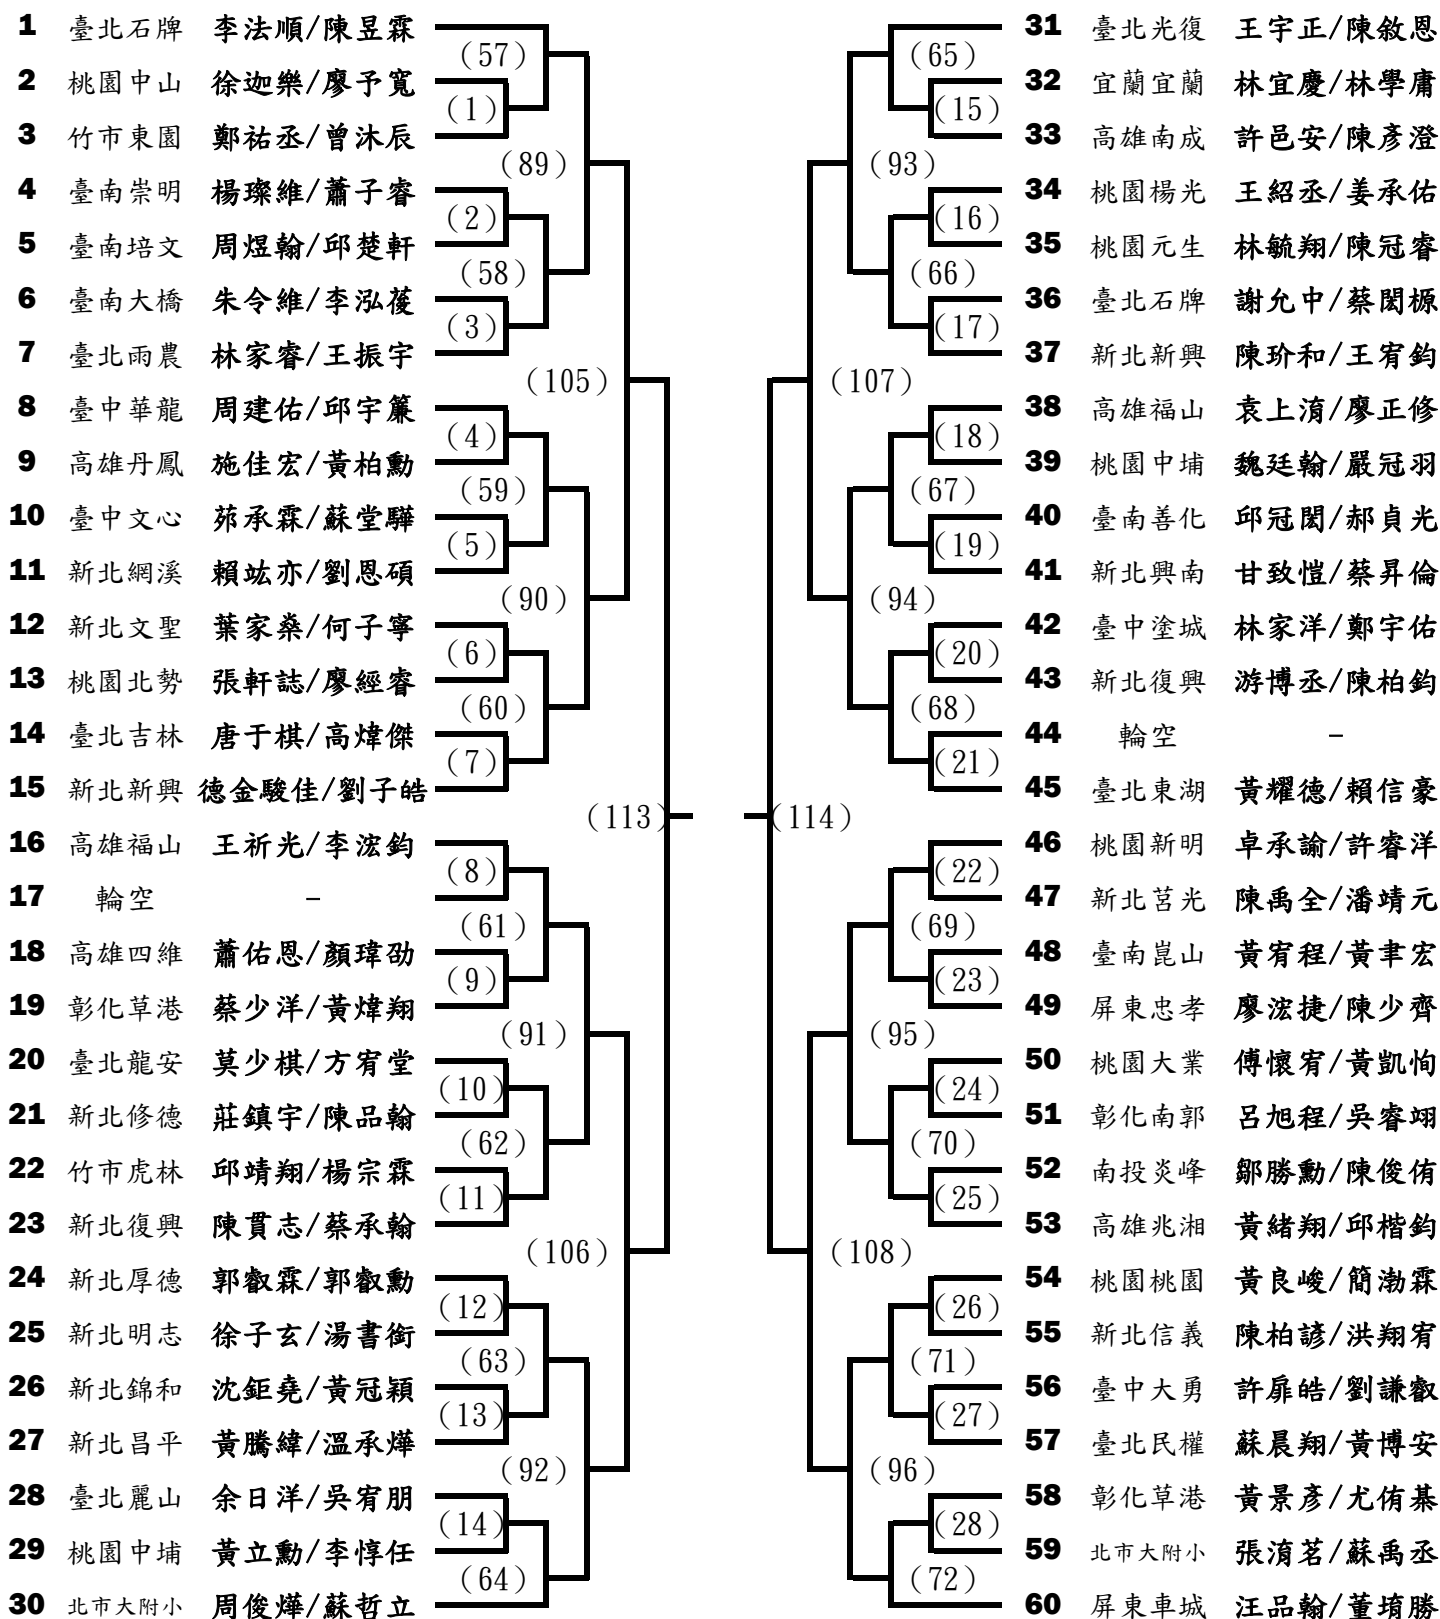 1 臺北石牌 李法順/陳昱霖
2 桃園中山 徐迦樂/廖予寬
3 竹市東園 鄭祐丞/曾沐辰
4 臺南崇明 楊璨維/蕭子睿
5 臺南培文 周煜翰/邱楚軒
6 臺南大橋 朱令維/李泓葰
7 臺北雨農 林家睿/王振宇
8 臺中華龍 周建佑/邱宇簾
9 高雄丹鳳 施佳宏/黃柏勳
10 臺中文心 茆承霖/蘇堂驊
11 新北網溪 賴竑亦/劉恩碩
12 新北文聖 葉家燊/何子寧
13 桃園北勢 張軒誌/廖經睿
14 臺北吉林 唐于棋/高煒傑
15 新北新興 德金駿佳/劉子皓
16 高雄福山 王祈光/李浤鈞
17 輪空 -
18 高雄四維 蕭佑恩/顏瑋劭
19 彰化草港 蔡少洋/黃煒翔
20 臺北龍安 莫少棋/方宥堂
21 新北修德 莊鎮宇/陳品翰
22 竹市虎林 邱靖翔/楊宗霖
23 新北復興 陳貫志/蔡承翰
24 新北厚德 郭叡霖/郭叡勳
25 新北明志 徐子玄/湯書銜
26 新北錦和 沈鉅堯/黃冠穎
27 新北昌平 黃騰緯/溫承燁
28 臺北麗山 余日洋/吳宥朋
29 桃園中埔 黃立勳/李惇任
30 北市大附小 周俊燁/蘇哲立
(57)
(1)
(89)
(2)
(58)
(3)
(105)
(4)
(59)
(5)
(90)
(6)
(60)
(7)
(113)
(8)
(61)
(9)
(91)
(10)
(62)
(11)
(106)
(12)
(63)
(13)
(92)
(14)
(64)
(65)
(15)
(93)
(16)
(66)
(17)
(107)
(18)
(67)
(19)
(94)
(20)
(68)
(21)
(114)
(22)
(69)
(23)
(95)
(24)
(70)
(25)
(108)
(26)
(71)
(27)
(96)
(28)
(72)
31 臺北光復 王宇正/陳敘恩
32 宜蘭宜蘭 林宜慶/林學庸
33 高雄南成 許邑安/陳彥澄
34 桃園楊光 王紹丞/姜承佑
35 桃園元生 林毓翔/陳冠睿
36 臺北石牌 謝允中/蔡閎榞
37 新北新興 陳玠和/王宥鈞
38 高雄福山 袁上淯/廖正修
39 桃園中埔 魏廷翰/嚴冠羽
40 臺南善化 邱冠閎/郝貞光
41 新北興南 甘致愷/蔡昇倫
42 臺中塗城 林家洋/鄭宇佑
43 新北復興 游博丞/陳柏鈞
44 輪空 -
45 臺北東湖 黃耀德/賴信豪
46 桃園新明 卓承諭/許睿洋
47 新北莒光 陳禹全/潘靖元
48 臺南崑山 黃宥程/黃聿宏
49 屏東忠孝 廖浤捷/陳少齊
50 桃園大業 傅懷宥/黃凱恂
51 彰化南郭 呂旭程/吳睿翊
52 南投炎峰 鄒勝勳/陳俊侑
53 高雄兆湘 黃緒翔/邱楷鈞
54 桃園桃園 黃良峻/簡渤霖
55 新北信義 陳柏諺/洪翔宥
56 臺中大勇 許扉皓/劉謙叡
57 臺北民權 蘇晨翔/黃博安
58 彰化草港 黃景彥/尤侑棊
59 北市大附小 張淯茗/蘇禹丞
60 屏東車城 汪品翰/董堉勝